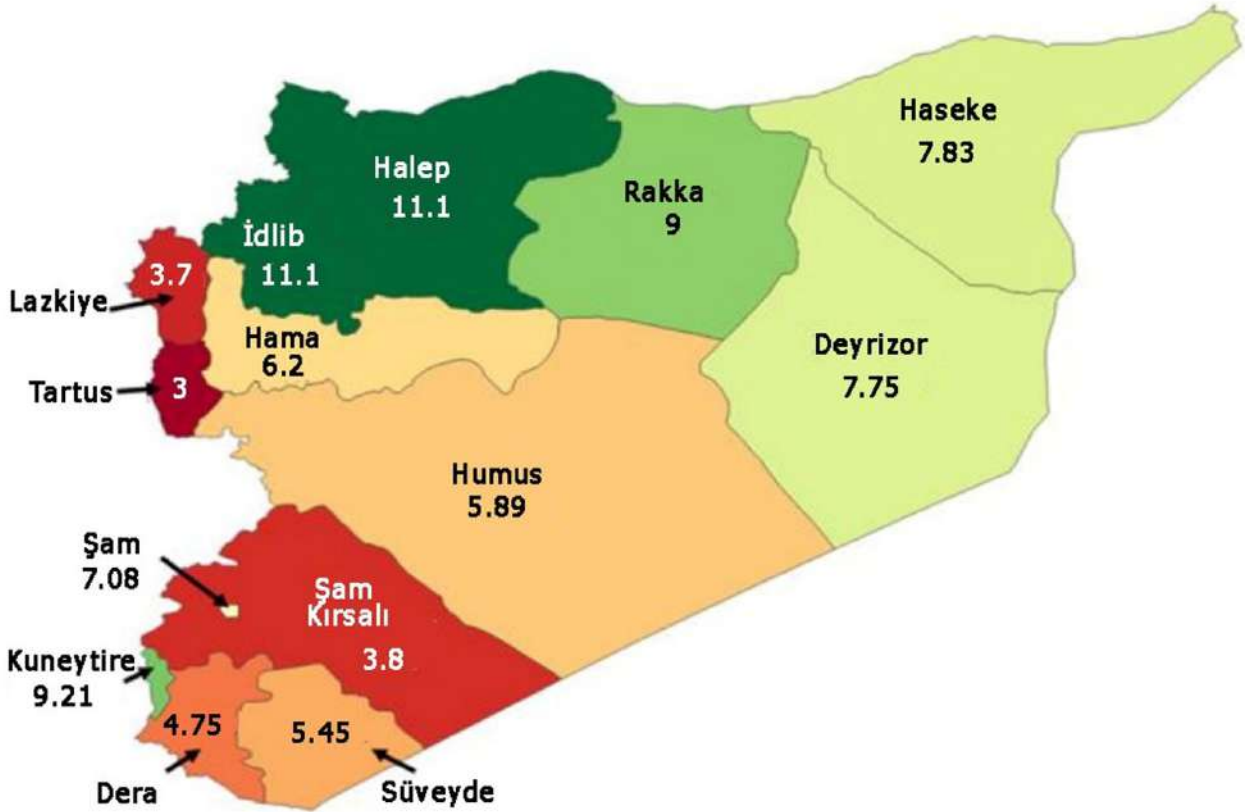 Haseke
7.83
Halep
11.1
Rakka
9
İdlib
11.1
3.7
Lazkiye
Hama
6.2
Deyrizor
7.75
Tartus
3
Humus
5.89
Şam
7.08
Şam
Kırsalı
3.8
Kuneytire
9.21
4.75
5.45
Dera
Süveyde